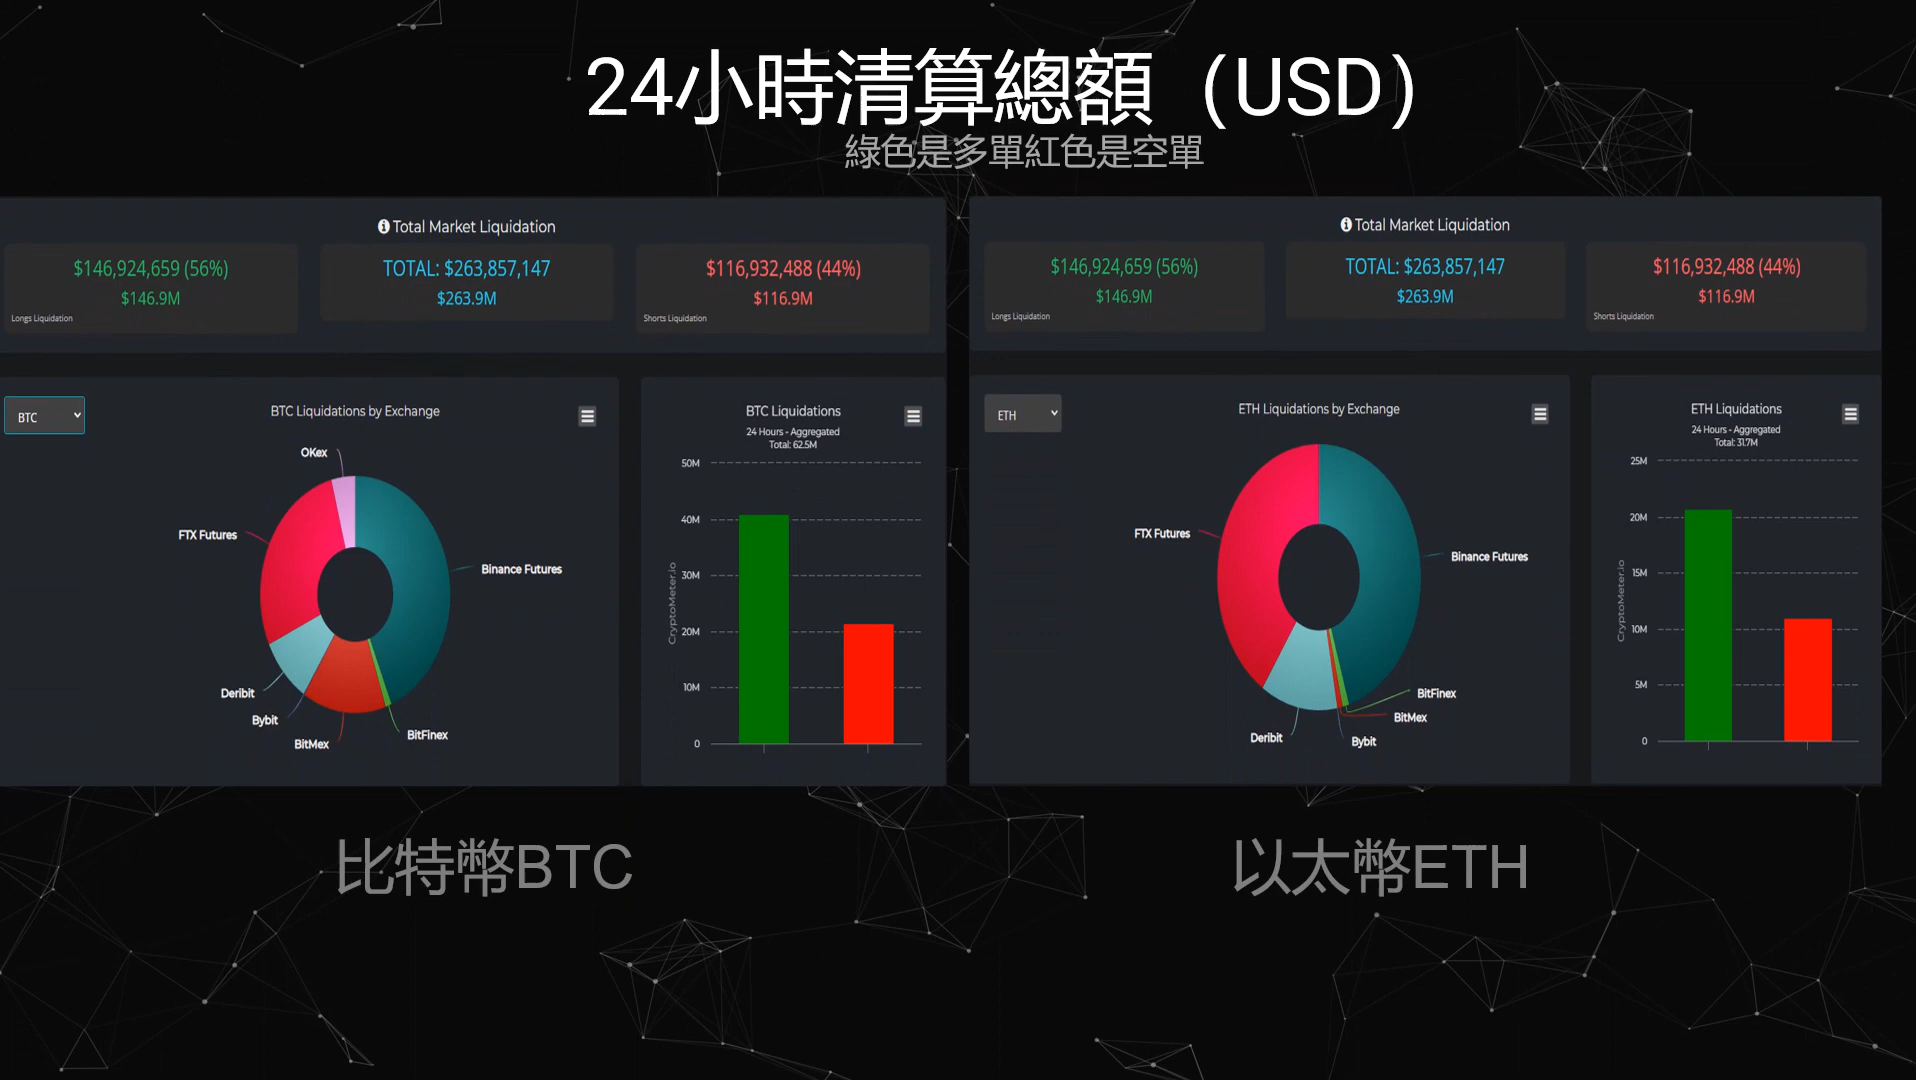 24小時清算總額（USD）
綠色是多單紅色是空單
Total Market Liquidation
$146,924,659 (56%)
$146.9M
Longs Liquidation
TOTAL: $263,857,147
$263.9M
$116,932,488 (44%)
$116.9M
Shorts Liquidation
BTC
BTC Liquidations by Exchange
OKex
FTX Futures
Binance Futures
Deribit
Bybit
BitMex
BitFinex
BTC Liquidations
24 Hours - Aggregated
Total: 62.5M
50M
40M
30M
20M
10M
0
CryptoMeter.io
Total Market Liquidation
$146,924,659 (56%)
$146.9M
Longs Liquidation
TOTAL: $263,857,147
$263.9M
$116,932,488 (44%)
$116.9M
Shorts Liquidation
ETH
ETH Liquidations by Exchange
FTX Futures
Binance Futures
BitFinex
BitMex
Deribit
Bybit
ETH Liquidations
24 Hours - Aggregated
Total: 31.7M
25M
20M
15M
10M
5M
0
CryptoMeter.io
比特幣BTC
以太幣ETH